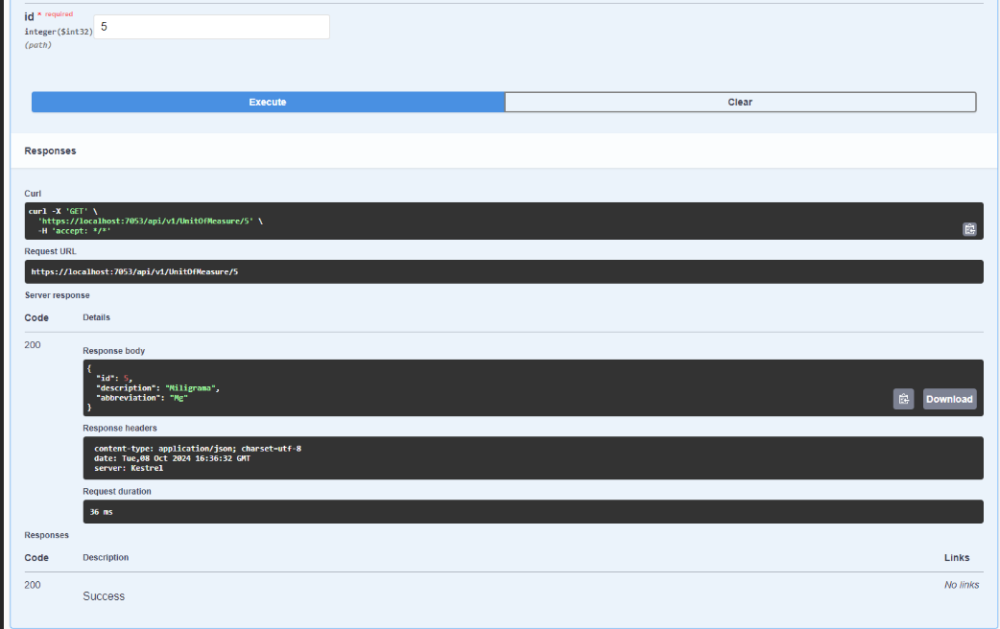 id * required
integer($int32)
(path)
5
Execute
Clear
Responses
Curl
curl -X 'GET' \
'https://localhost:7053/api/v1/UnitOfMeasure/5' \
-H 'accept: */*'
Request URL
https://localhost:7053/api/v1/UnitOfMeasure/5
Server response
Code Details
200
Response body
{
"id": 5,
"description": "Miligrama",
"abbreviation": "Mg"
}
Download
Response headers
content-type: application/json; charset=utf-8
date: Tue,08 Oct 2024 16:36:32 GMT
server: Kestrel
Request duration
36 ms
Responses
Code Description Links
200 No links
Success